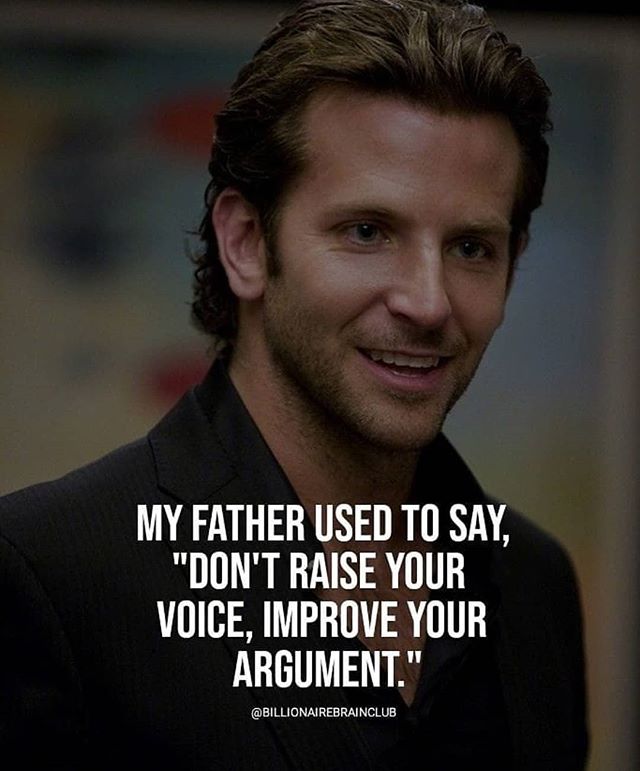 MY FATHER USED TO SAY,
"DON'T RAISE YOUR
VOICE, IMPROVE YOUR
ARGUMENT."
@BILLIONAIREBRAINCLUB